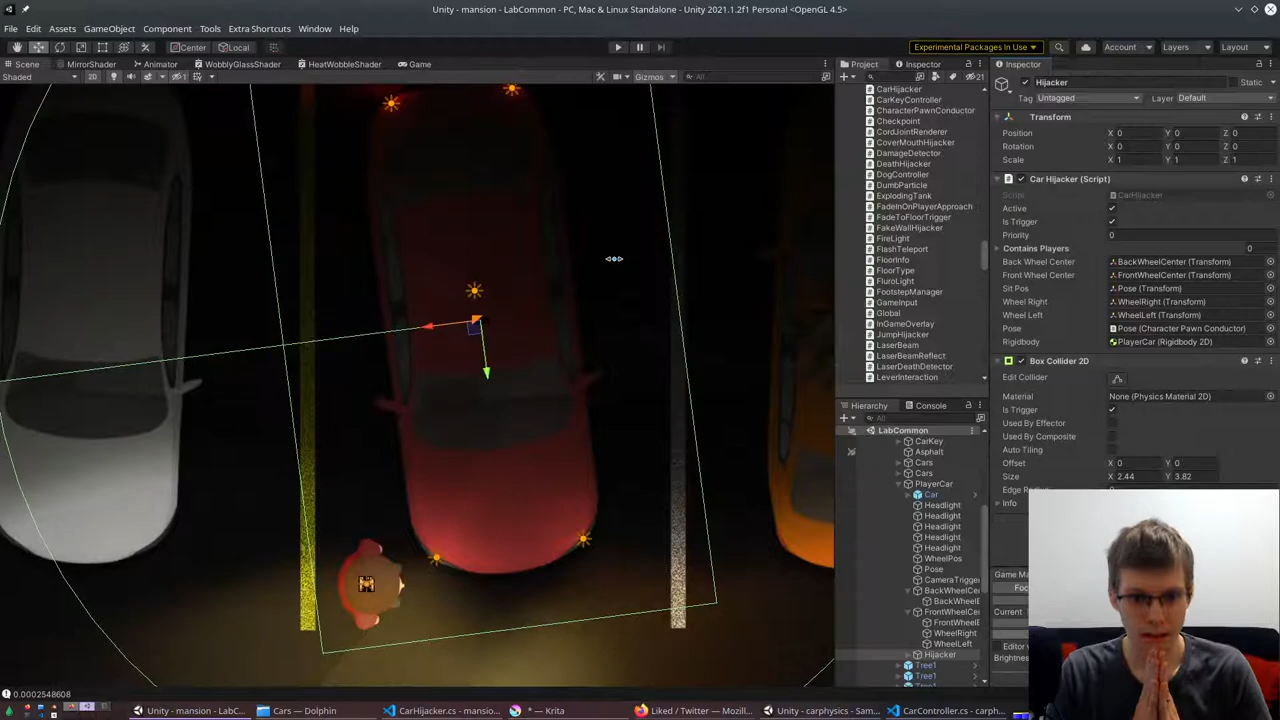 Unity - mansion - LabCommon - PC, Mac & Linux Standalone - Unity 2021.1.2f1 Personal <OpenGL 4.5>
File Edit Assets GameObject Component Tools Extra Shortcuts Window Help
Center Local Experimental Packages In Use Account Layers Layout
Scene MirrorShader Animator WobblyGlassShader HeatWobbleShader Game
Shaded 2D Gizmos All
Project Inspector
CarHijacker
CarKeyController
CharacterPawnConductor
Checkpoint
CordJointRenderer
CoverMouthHijacker
DamageDetector
DeathHijacker
DogController
DumbParticle
ExplodingTank
FadeInOnPlayerApproach
FadeToFloorTrigger
FakeWallHijacker
FireLight
FlashTeleport
FloorInfo
FloorType
FluroLight
FootstepManager
GameInput
Global
InGameOverlay
JumpHijacker
LaserBeam
LaserBeamReflect
LaserDeathDetector
LeverInteraction
Hierarchy Console
All
LabCommon
CarKey
Asphalt
Cars
Cars
PlayerCar
Car
Headlight
Headlight
Headlight
Headlight
Headlight
WheelPos
Pose
CameraTrigge
BackWheelCe
BackWheelE
FrontWheelCe
FrontWheelE
WheelRight
WheelLeft
Hijacker
Tree1
Tree1
Inspector
Hijacker Static
Tag Untagged Layer Default
Transform
Position X 0 Y 0 Z 0
Rotation X 0 Y 0 Z 0
Scale X 1 Y 1 Z 1
Car Hijacker (Script)
Script CarHijacker
Active
Is Trigger
Priority 0
Contains Players 0
Back Wheel Center BackWheelCenter (Transform)
Front Wheel Center FrontWheelCenter (Transform)
Sit Pos Pose (Transform)
Wheel Right WheelRight (Transform)
Wheel Left WheelLeft (Transform)
Pose Pose (Character Pawn Conductor)
Rigidbody PlayerCar (Rigidbody 2D)
Box Collider 2D
Edit Collider
Material None (Physics Material 2D)
Is Trigger
Used By Effector
Used By Composite
Auto Tiling
Offset X 0 Y 0
Size X 2.44 Y 3.82
Edge
Info
Game Ma
Foc
Current
Editor
Brightnes
0.0002548608
Unity - mansion - LabC... Cars — Dolphin CarHijacker.cs - mansio... * — Krita Liked / Twitter — Mozill... Unity - carphysics - Sam... CarController.cs - carph...